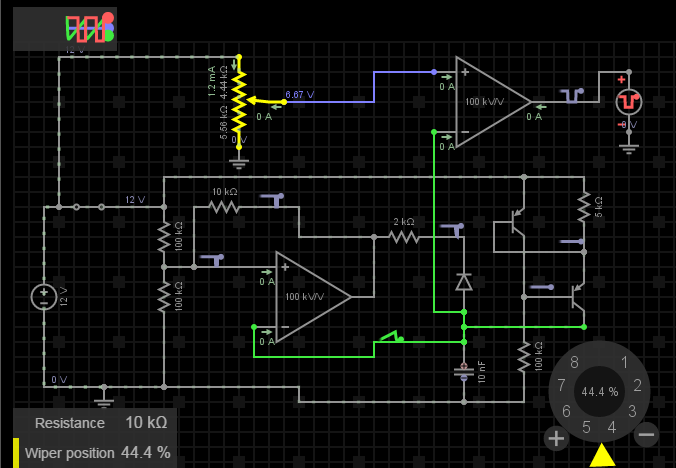 12 V
1.2 mA
4.44 kΩ
5.56 kΩ
6.67 V
0 A
0 V
0 A
100 kV/V
0 A
0 A
0 V
12 V
10 kΩ
100 kΩ
100 kΩ
2 kΩ
5 kΩ
0 A
100 kV/V
0 A
12 V
0 V
10 nF
100 kΩ
8 1
7 44.4 % 2
6 3
5 4
Resistance 10 kΩ
Wiper position 44.4 %